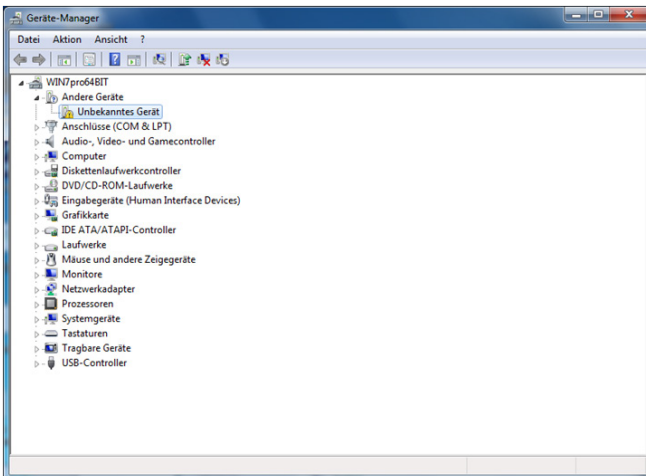 Geräte-Manager
Datei Aktion Ansicht ?
WIN7pro64BIT
Andere Geräte
Unbekanntes Gerät
Anschlüsse (COM & LPT)
Audio-, Video- und Gamecontroller
Computer
Diskettenlaufwerkcontroller
DVD/CD-ROM-Laufwerke
Eingabegeräte (Human Interface Devices)
Grafikkarte
IDE ATA/ATAPI-Controller
Laufwerke
Mäuse und andere Zeigegeräte
Monitore
Netzwerkadapter
Prozessoren
Systemgeräte
Tastaturen
Tragbare Geräte
USB-Controller